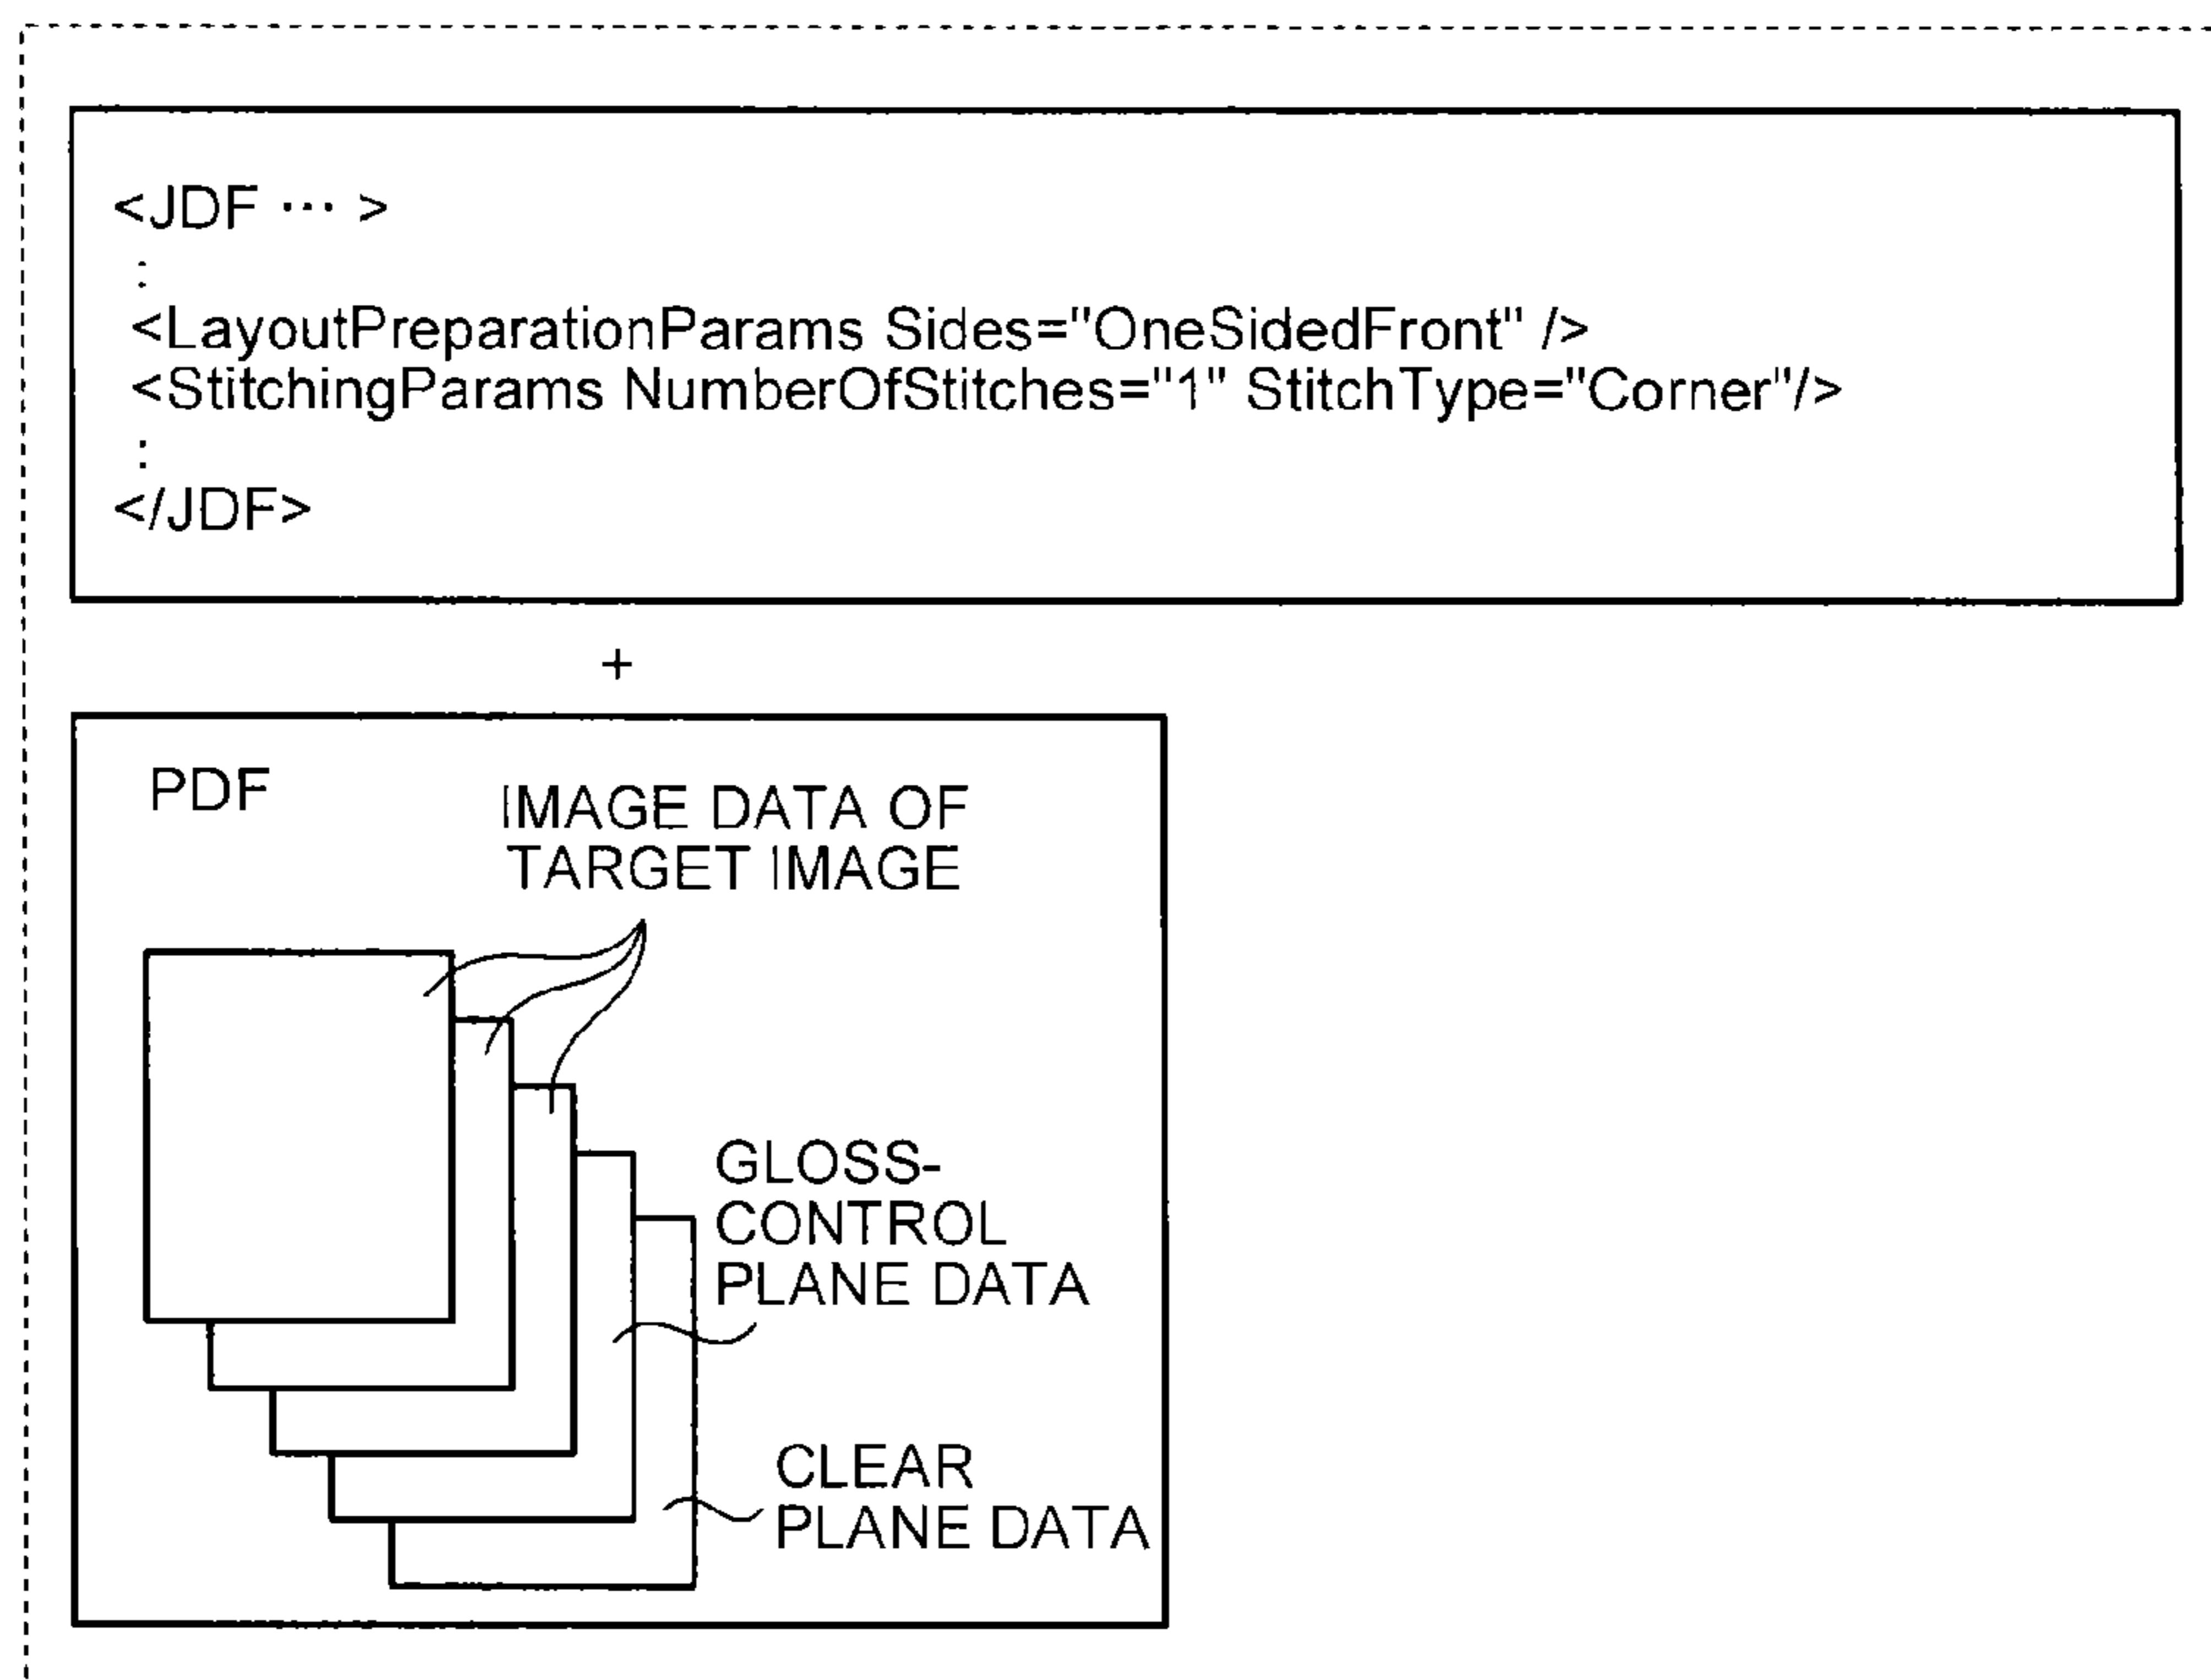 <JDF ··· >
:
<LayoutPreparationParams Sides="OneSidedFront" />
<StitchingParams NumberOfStitches="1" StitchType="Corner"/>
:
</JDF>
+
PDF
IMAGE DATA OF
TARGET IMAGE
GLOSS-
CONTROL
PLANE DATA
CLEAR
PLANE DATA